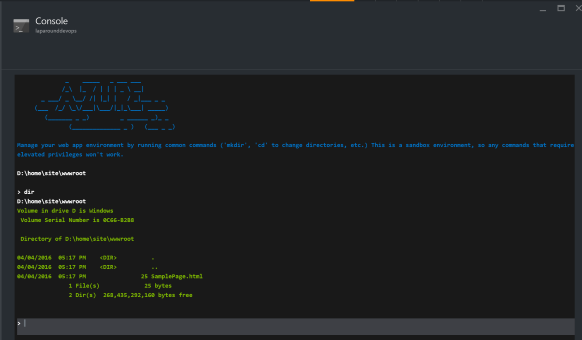 Console
laparounddevops
Manage your web app environment by running common commands (`mkdir`, `cd` to change directories, etc.) This is a sandbox environment, so any commands that require
elevated privileges won't work.
D:\home\site\wwwroot
> dir
D:\home\site\wwwroot
Volume in drive D is Windows
Volume Serial Number is 0C66-B2B8
Directory of D:\home\site\wwwroot
04/04/2016 05:17 PM <DIR> .
04/04/2016 05:17 PM <DIR> ..
04/04/2016 05:17 PM 25 SamplePage.html
1 File(s) 25 bytes
2 Dir(s) 268,435,292,160 bytes free
>